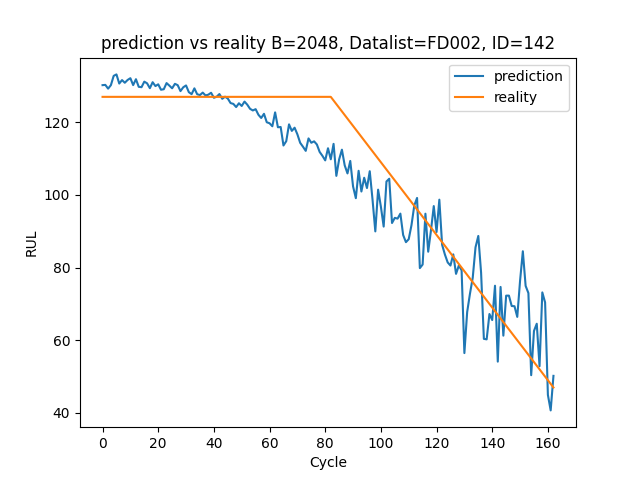 prediction vs reality B=2048, Datalist=FD002, ID=142
prediction
reality
120
100
80
60
40
RUL
0 20 40 60 80 100 120 140 160
Cycle